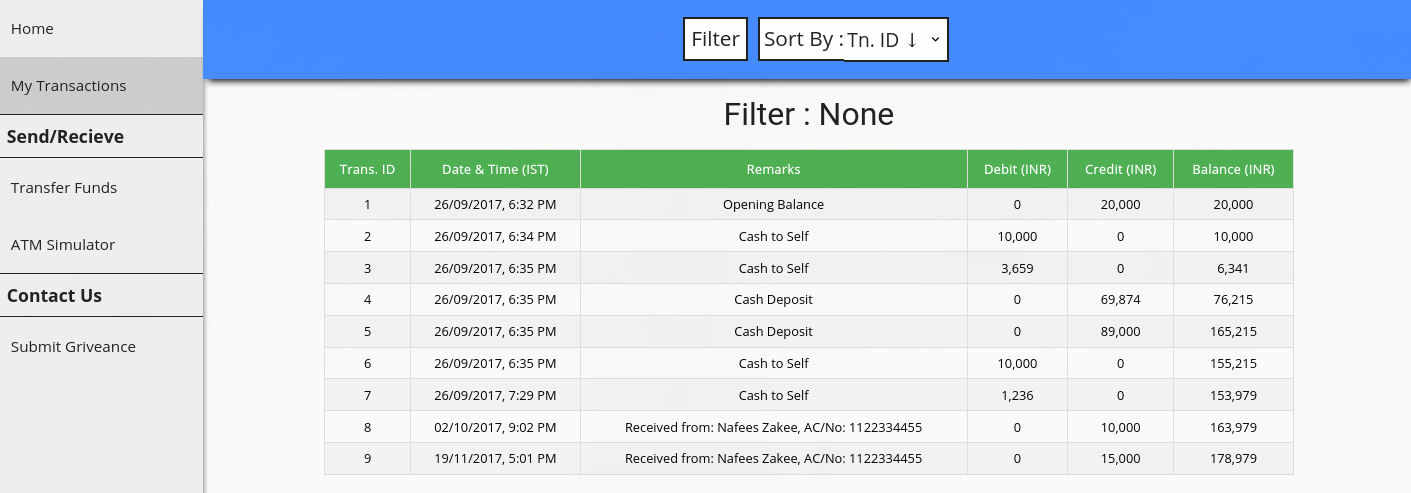 Home
My Transactions
Send/Recieve
Transfer Funds
ATM Simulator
Contact Us
Submit Griveance
Filter Sort By : Tn. ID ↓
Filter : None
Trans. ID Date & Time (IST) Remarks Debit (INR) Credit (INR) Balance (INR)
1 26/09/2017, 6:32 PM Opening Balance 0 20,000 20,000
2 26/09/2017, 6:34 PM Cash to Self 10,000 0 10,000
3 26/09/2017, 6:35 PM Cash to Self 3,659 0 6,341
4 26/09/2017, 6:35 PM Cash Deposit 0 69,874 76,215
5 26/09/2017, 6:35 PM Cash Deposit 0 89,000 165,215
6 26/09/2017, 6:35 PM Cash to Self 10,000 0 155,215
7 26/09/2017, 7:29 PM Cash to Self 1,236 0 153,979
8 02/10/2017, 9:02 PM Received from: Nafees Zakee, AC/No: 1122334455 0 10,000 163,979
9 19/11/2017, 5:01 PM Received from: Nafees Zakee, AC/No: 1122334455 0 15,000 178,979